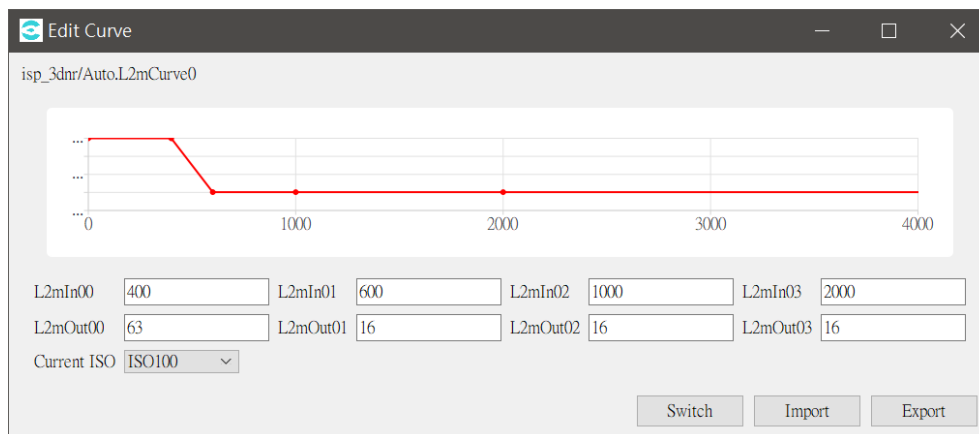 Edit Curve
isp_3dnr/Auto.L2mCurve0
...
...
...
0 1000 2000 3000 4000
L2mIn00 400 L2mIn01 600 L2mIn02 1000 L2mIn03 2000
L2mOut00 63 L2mOut01 16 L2mOut02 16 L2mOut03 16
Current ISO ISO100
Switch Import Export